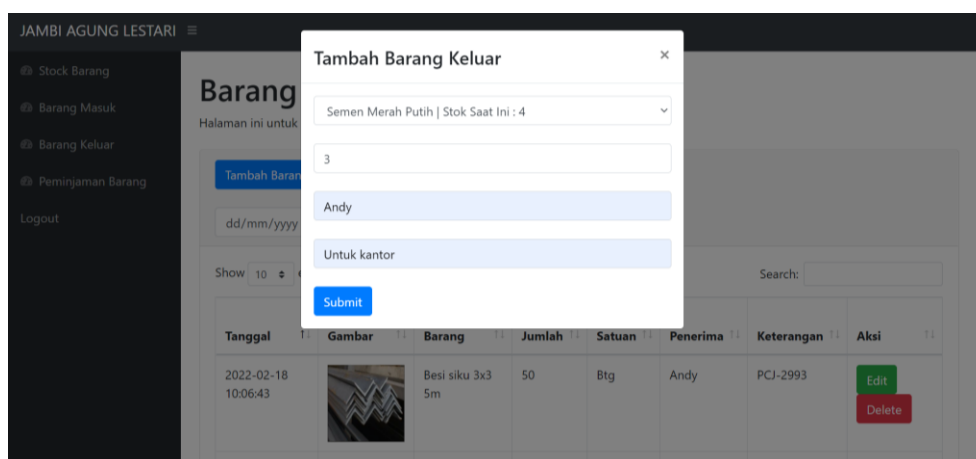 JAMBI AGUNG LESTARI
Stock Barang
Barang Masuk
Barang Keluar
Peminjaman Barang
Logout
Barang
Halaman ini untuk
Tambah Baran
dd/mm/yyyy
Show 10
Search:
Tambah Barang Keluar
×
Semen Merah Putih | Stok Saat Ini : 4
3
Andy
Untuk kantor
Submit
Tanggal Gambar Barang Jumlah Satuan Penerima Keterangan Aksi
2022-02-18 Besi siku 3x3 50 Btg Andy PCJ-2993 Edit
10:06:43 5m
Delete